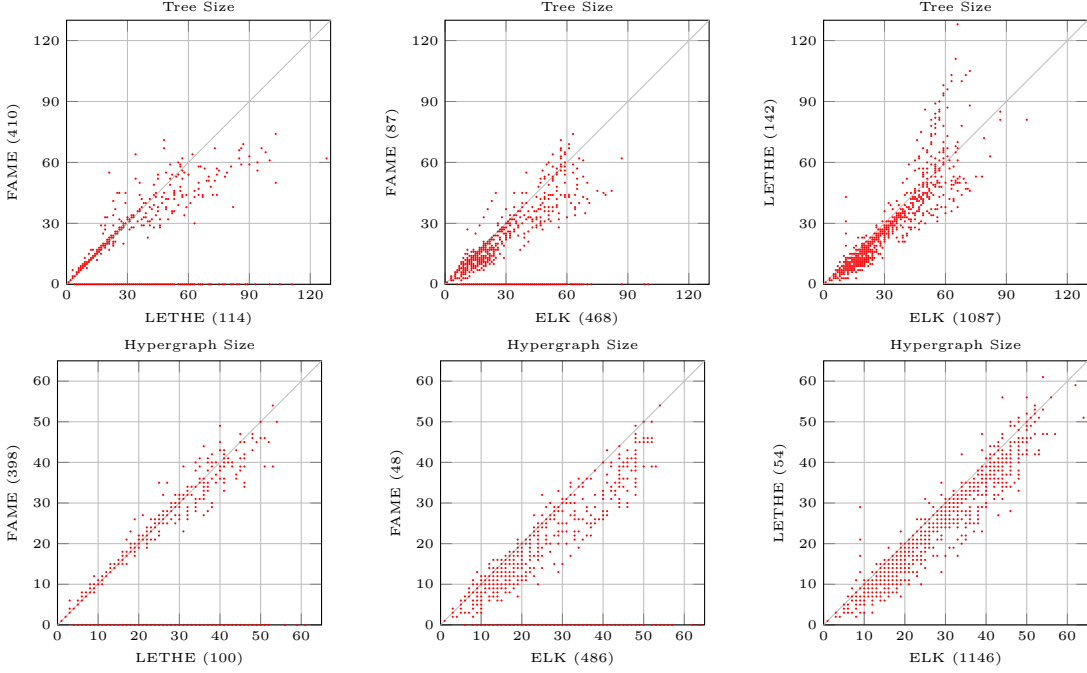 Tree Size
Tree Size
Tree Size
130
90
60
30
0
FAME (410)
0 30 60 90 120
LETHE (114)
120
90
60
30
0
FAME (87)
0 30 60 90 120
ELK (468)
120
90
60
30
0
LETHE (142)
0 30 60 90 120
ELK (1087)
Hypergraph Size
Hypergraph Size
Hypergraph Size
60
50
40
30
20
10
0
FAME (398)
0 10 20 30 40 50 60
LETHE (100)
60
50
40
30
20
10
0
FAME (48)
0 10 20 30 40 50 60
ELK (486)
60
50
40
30
20
10
0
LETHE (54)
0 10 20 30 40 50 60
ELK (1146)